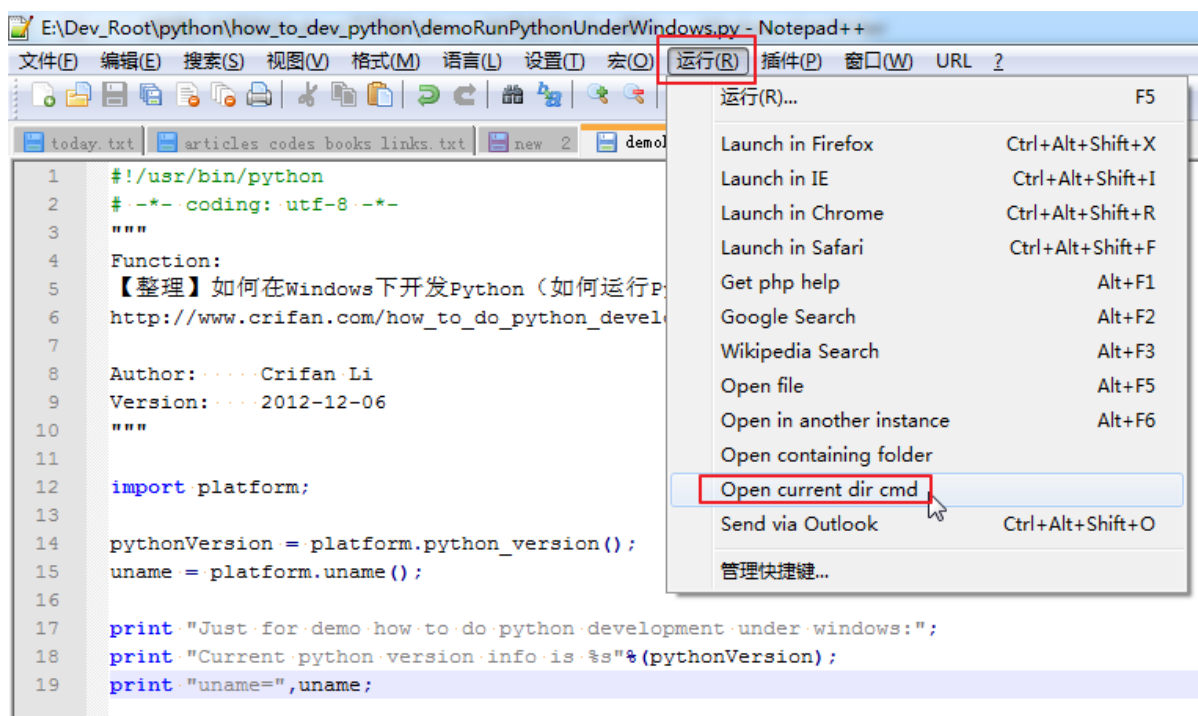 E:\Dev_Root\python\how_to_dev_python\demoRunPythonUnderWindows.py - Notepad++
文件(F) 编辑(E) 搜索(S) 视图(V) 格式(M) 语言(L) 设置(T) 宏(O) 运行(R) 插件(P) 窗口(W) URL ?
today.txt articles codes books links.txt new 2
运行(R)... F5
Launch in Firefox Ctrl+Alt+Shift+X
Launch in IE Ctrl+Alt+Shift+I
Launch in Chrome Ctrl+Alt+Shift+R
Launch in Safari Ctrl+Alt+Shift+F
Get php help Alt+F1
Google Search Alt+F2
Wikipedia Search Alt+F3
Open file Alt+F5
Open in another instance Alt+F6
Open containing folder
Open current dir cmd
Send via Outlook Ctrl+Alt+Shift+O
管理快捷键...
1 #!/usr/bin/python
2 # -*- coding: utf-8 -*-
3 """
4 Function:
5 【整理】如何在Windows下开发Python（如何运行P
6 http://www.crifan.com/how_to_do_python_devel
7
8 Author: Crifan Li
9 Version: 2012-12-06
10 """
11
12 import platform;
13
14 pythonVersion = platform.python_version();
15 uname = platform.uname();
16
17 print "Just for demo how to do python development under windows:";
18 print "Current python version info is %s"%(pythonVersion);
19 print "uname=",uname;